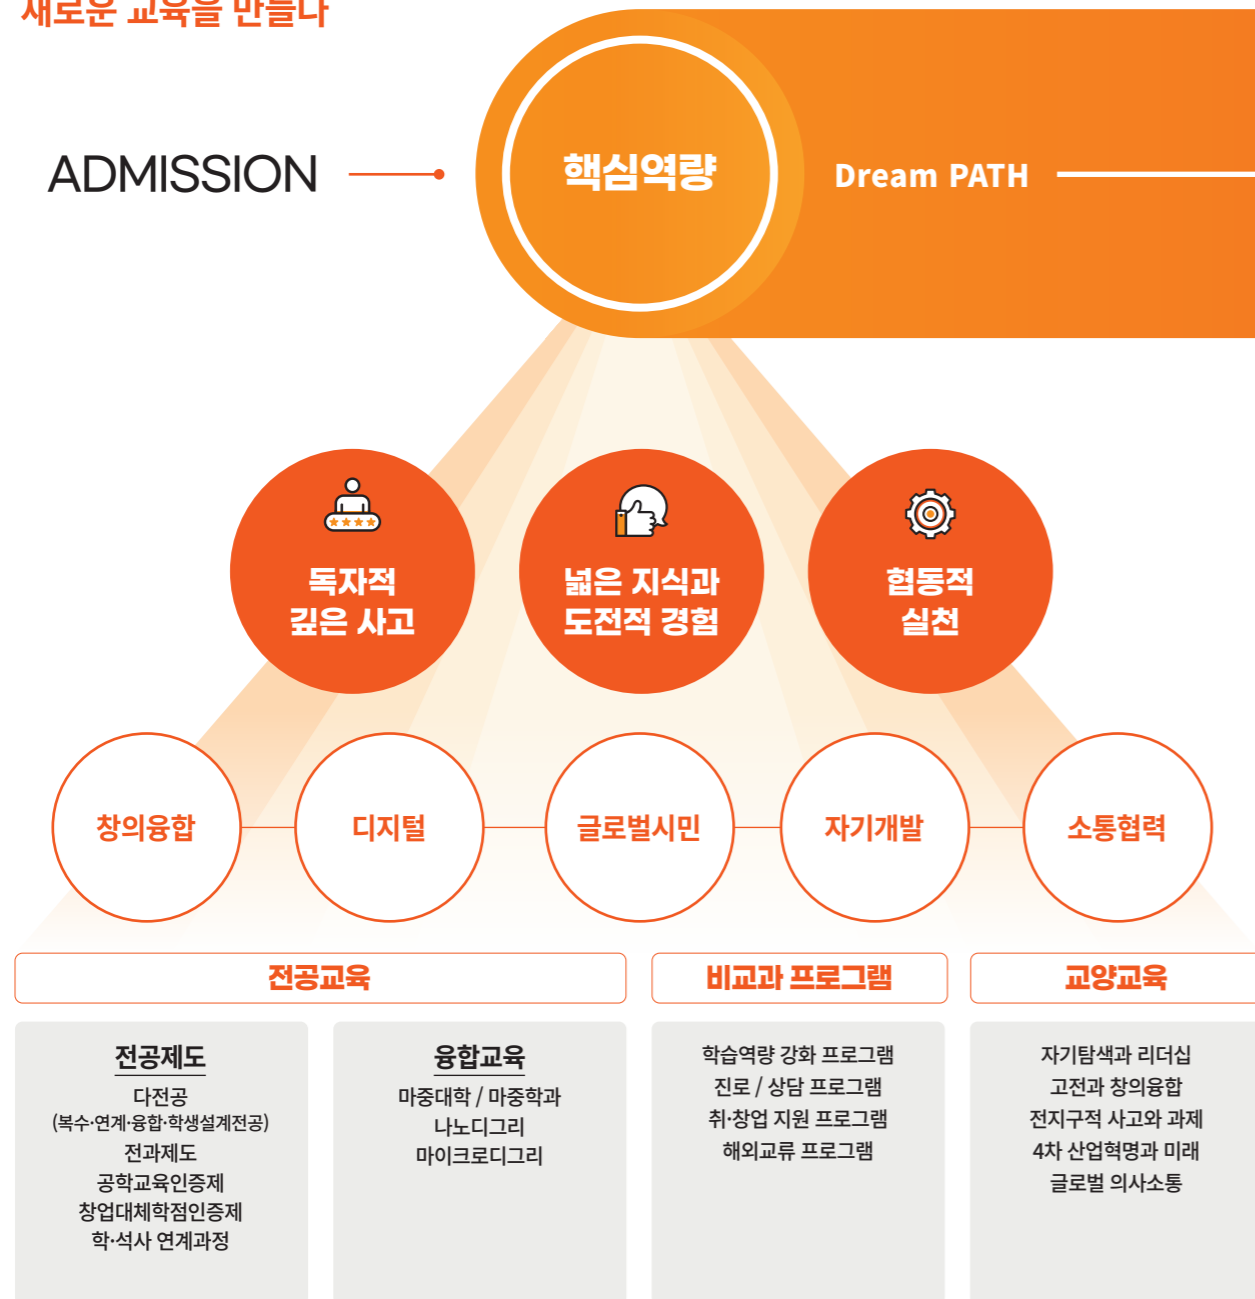 새로운 교육을 만들다
ADMISSION
핵심역량
Dream PATH
독자적
깊은 사고
넓은 지식과
도전적 경험
협동적
실천
창의융합
디지털
글로벌시민
자기개발
소통협력
전공교육
비교과 프로그램
교양교육
전공제도
다전공
(복수·연계·융합·학생설계전공)
전과제도
공학교육인증제
창업대체학점인증제
학·석사 연계과정
융합교육
마중대학 / 마중학과
나노디그리
마이크로디그리
학습역량 강화 프로그램
진로 / 상담 프로그램
취·창업 지원 프로그램
해외교류 프로그램
자기탐색과 리더십
고전과 창의융합
전지구적 사고와 과제
4차 산업혁명과 미래
글로벌 의사소통